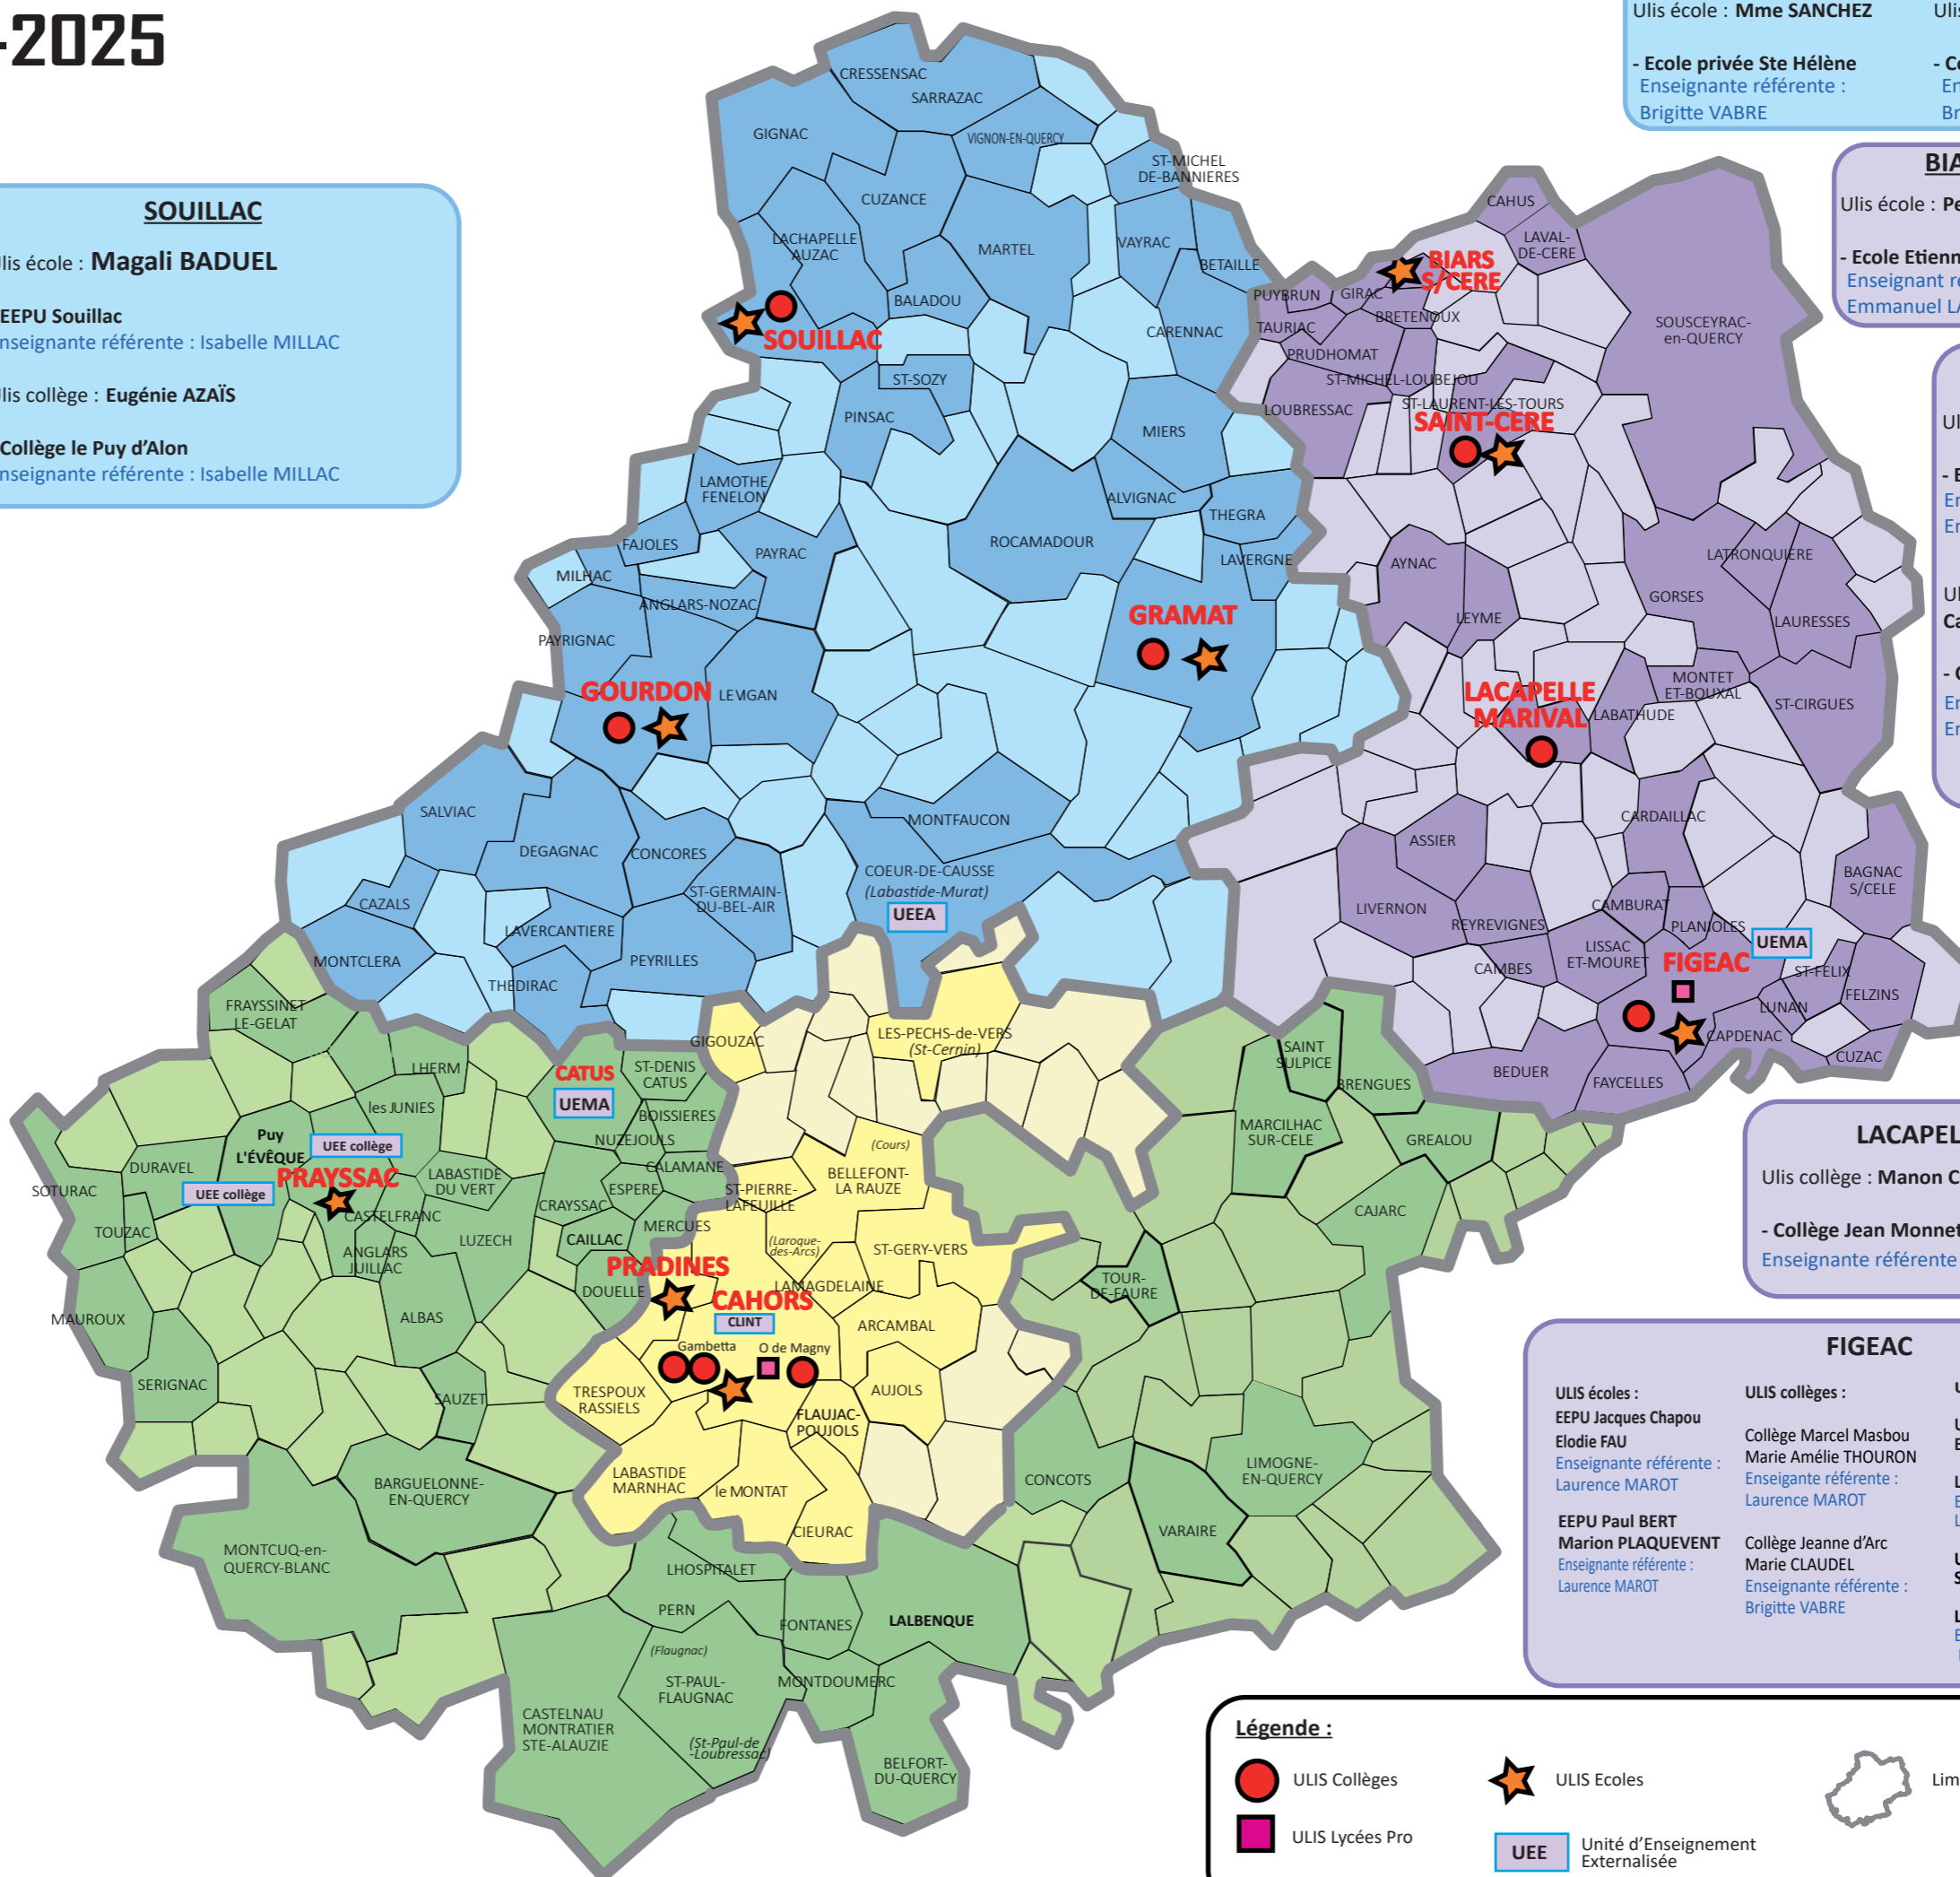 -2025
Ulis école : Mme SANCHEZ
- Ecole privée Ste Hélène
Enseignante référente :
Brigitte VABRE
SOUILLAC
lis école : Magali BADUEL
EEPU Souillac
nseignante référente : Isabelle MILLAC
lis collège : Eugénie AZAÏS
Collège le Puy d'Alon
nseignante référente : Isabelle MILLAC
BIA
Ulis école : Pe
- Ecole Etienn
Enseignant ré
Emmanuel LA
CRESSENSAC
SARRAZAC
GIGNAC
VIGNON-EN-QUERCY
ST-MICHEL
DE-BANNIERES
CUZANCE
LACHAPELLE
AUZAC
MARTEL
VAYRAC
BETAILLE
BALADOU
CARENNAC
SOUILLAC
ST-SOZY
PINSAC
MIERS
LAMOTHE
FENELON
ALVIGNAC
THEGRA
FAJOLES
PAYRAC
ROCAMADOUR
LAVERGNE
MILHAC
ANGLARS-NOZAC
PAYRIGNAC
GRAMAT
GOURDON
LEVIGAN
SALVIAC
MONTFAUCON
DEGAGNAC
CONCORES
COEUR-DE-CAUSSE
(Labastide-Murat)
UEEA
CAZALS
ST-GERMAIN-
DU-BEL-AIR
LAVERCANTIERE
MONTCLERA
PEYRILLES
THEDIRAC
CAHUS
LAVAL-
DE-CERE
BIARS
S/CERE
PUYBRUN
GIRAC
BRETENOUX
TAURIAC
SOUSCEYRAC-
en-QUERCY
PRUDHOMAT
ST-MICHEL-LOUBEJOU
LOUBRESSAC
ST-LAURENT-LES-TOURS
SAINT-CERE
AYNAC
LATRONQUIERE
GORSES
LEYME
LAURESSES
MONTET
ET-BOUXAL
LACAPELLE
MARIVAL
LABATHUDE
ST-CIRGUES
CARDAILLAC
ASSIER
BAGNAC
S/CELE
LIVERNON
CAMBURAT
REYREVIGNES
PLANIOLES
UEMA
LISSAC
ET-MOURET
FIGEAC
CAMBES
ST-FELIX
FELZINS
LUNAN
CAPDENAC
CUZAC
BEDUER
FAYCELLES
FRAYSSINET
LE-GELAT
GIGOUZAC
LES-PECHS-de-VERS
(St-Cernin)
SAINT
SULPICE
BRENGUES
LHERM
CATUS
UEMA
ST-DENIS
CATUS
les JUNIES
BOISSIERES
MARCILHAC
SUR-CELE
GREALOU
Puy
L'ÉVÊQUE
UEE collège
NUZEJOULS
(Cours)
DURAVEL
CALAMANE
BELLEFONT-
LA RAUZE
SOTURAC
UEE collège
PRAYSSAC
LABASTIDE
DU VERT
ESPERE
ST-PIERRE-
LAFEUILLE
CRAYSSAC
CAJARC
TOUZAC
CASTELFRANC
MERCUES
ANGLARS
JUILLAC
LUZECH
CAILLAC
(Laroque-
des-Arcs)
ST-GERY-VERS
PRADINES
DOUELLE
LAMAGDELAINE
TOUR-
DE-FAURE
CAHORS
CLINT
MAUROUX
ALBAS
ARCAMBAL
Gambetta
O de Magny
SERIGNAC
SAUZET
TRESPOUX
RASSIELS
AUJOLS
FLAUJAC-
POUJOLS
BARGUELONNE-
EN-QUERCY
LABASTIDE
MARNHAC
le MONTAT
CONCOTS
LIMOGNE-
EN-QUERCY
CIEURAC
VARAIRE
MONTCUQ-en-
QUERCY-BLANC
LHOSPITALET
PERN
FONTANES
LALBENQUE
(Flaugnac)
ST-PAUL-
FLAUGNAC
MONTDOUMERC
CASTELNAU
MONTRATIER
STE-ALAUZIE
(St-Paul-de
-Loubressac)
BELFORT-
DU-QUERCY
LACAPEL
Ulis collège : Manon C
- Collège Jean Monnet
Enseignante référente
FIGEAC
ULIS écoles :
EEPU Jacques Chapou
Elodie FAU
Enseignante référente :
Laurence MAROT
EEPU Paul BERT
Marion PLAQUEVENT
Enseignante référente :
Laurence MAROT
ULIS collèges :
Collège Marcel Masbou
Marie Amélie THOURON
Enseigante référente :
Laurence MAROT
Collège Jeanne d'Arc
Marie CLAUDEL
Enseignante référente :
Brigitte VABRE
Légende :
ULIS Collèges
ULIS Ecoles
Lim
ULIS Lycées Pro
UEE
Unité d'Enseignement
Externalisée